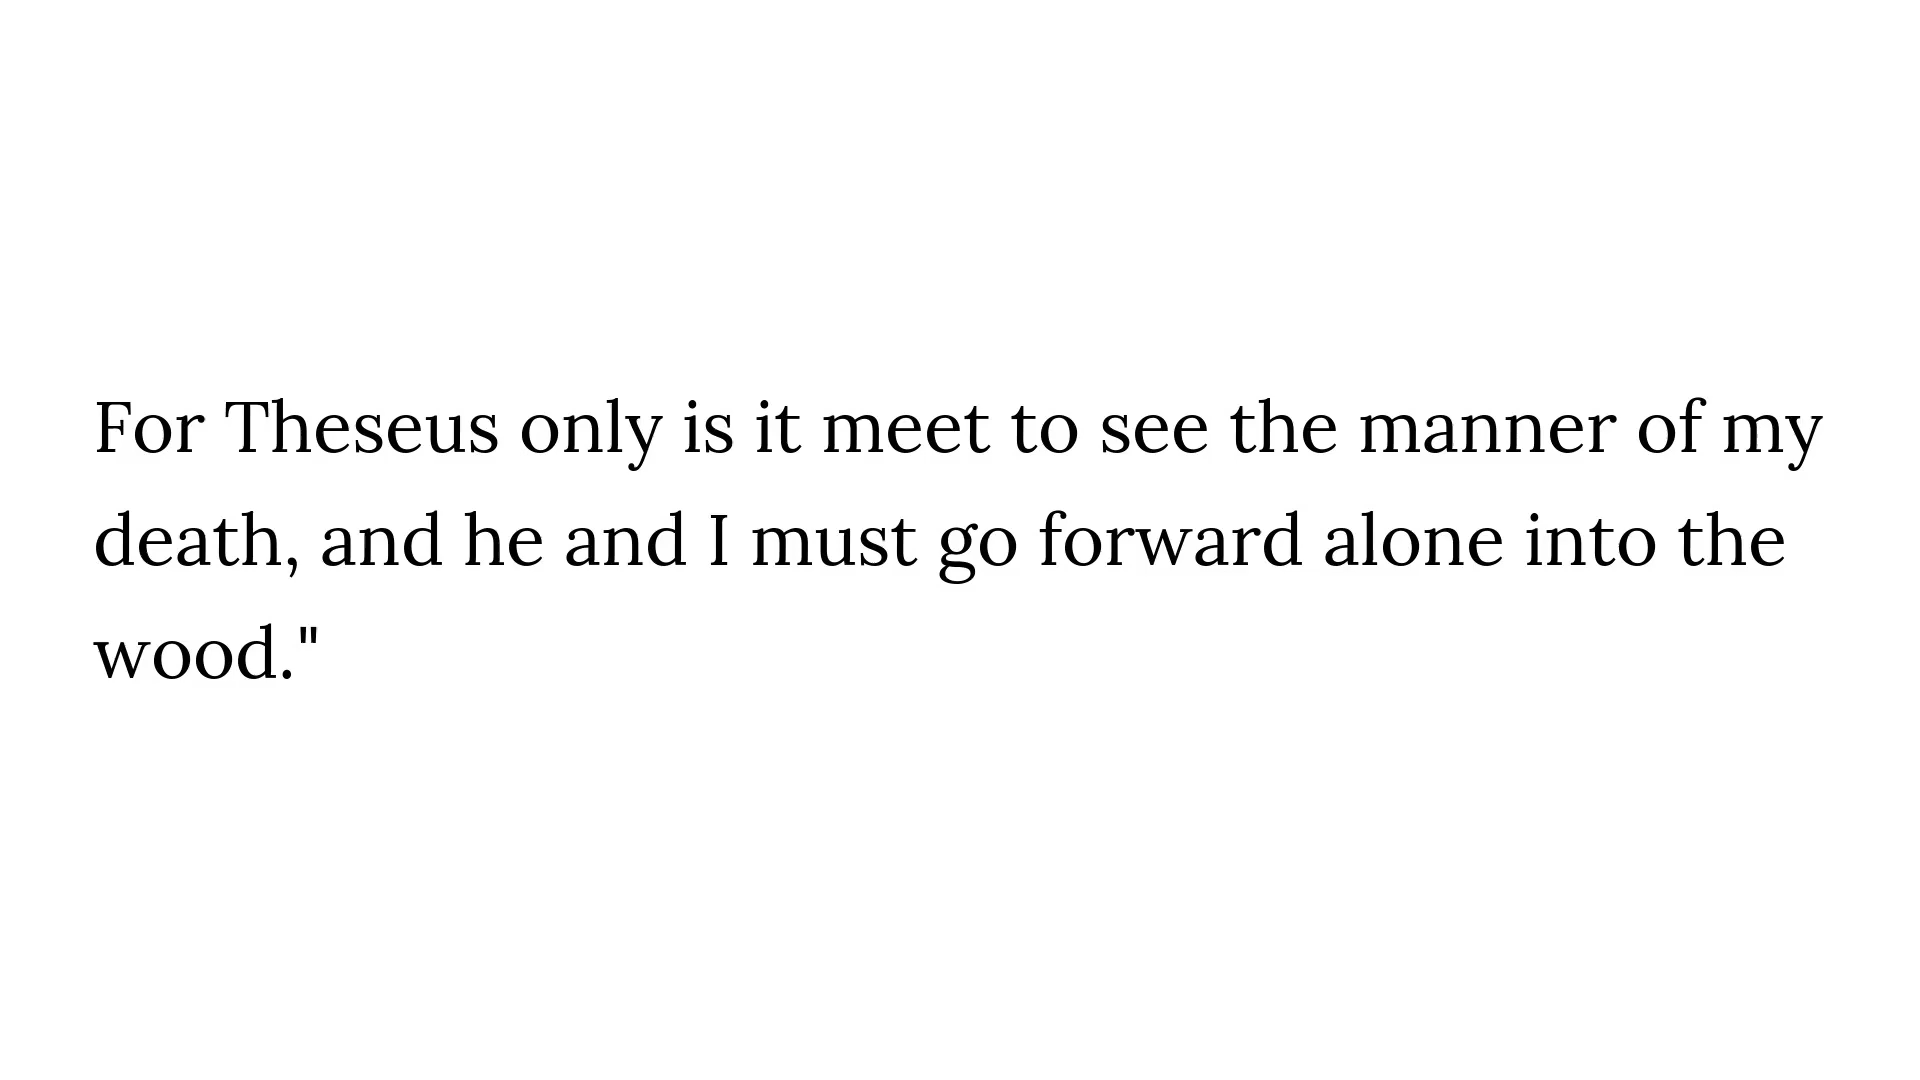 For Theseus only is it meet to see the manner of my
death, and he and I must go forward alone into the
wood."